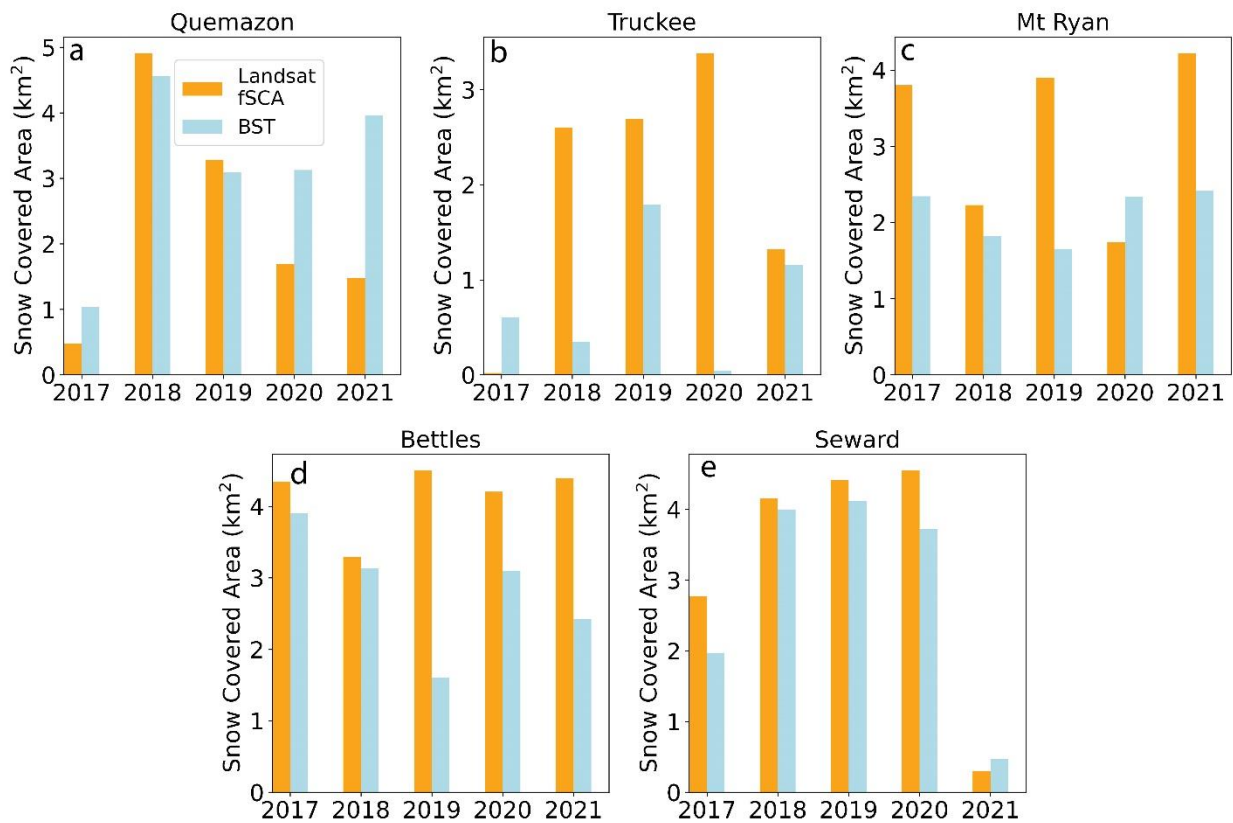 Quemazon
a
Snow Covered Area (km²)
5
4
3
2
1
0
Landsat
fSCA
BST
2017 2018 2019 2020 2021
Truckee
b
Snow Covered Area (km²)
3
2
1
0
2017 2018 2019 2020 2021
Mt Ryan
c
Snow Covered Area (km²)
4
3
2
1
0
2017 2018 2019 2020 2021
Bettles
d
Snow Covered Area (km²)
4
3
2
1
0
2017 2018 2019 2020 2021
Seward
e
Snow Covered Area (km²)
4
3
2
1
0
2017 2018 2019 2020 2021